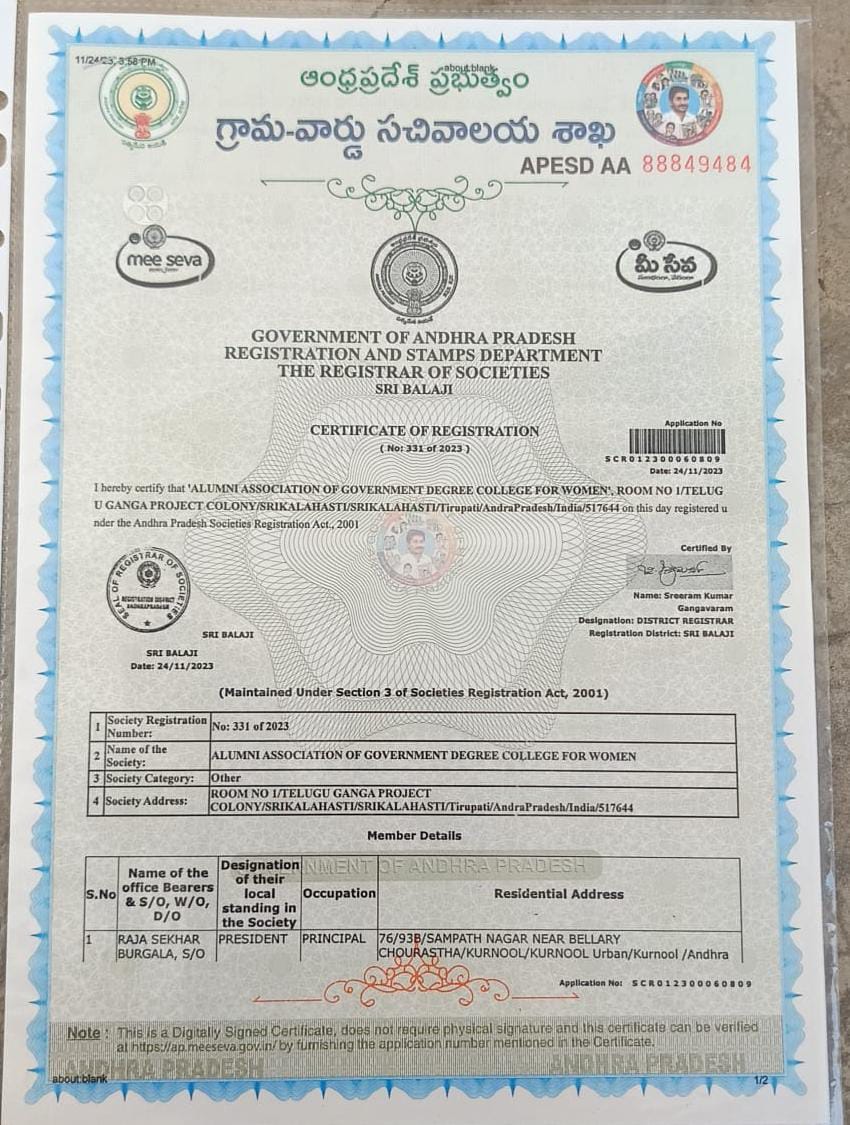 11/24/23, 3:58 PM
about:blank
ఆంధ్రప్రదేశ్ ప్రభుత్వం
గ్రామ-వార్డు సచివాలయ శాఖ
APESD AA 88849484
mee seva
మీ సేవ
GOVERNMENT OF ANDHRA PRADESH
REGISTRATION AND STAMPS DEPARTMENT
THE REGISTRAR OF SOCIETIES
SRI BALAJI
CERTIFICATE OF REGISTRATION
( No: 331 of 2023 )
Application No
SCR012300060809
Date: 24/11/2023
I hereby certify that 'ALUMNI ASSOCIATION OF GOVERNMENT DEGREE COLLEGE FOR WOMEN', ROOM NO 1/TELUG
U GANGA PROJECT COLONY/SRIKALAHASTI/SRIKALAHASTI/Tirupati/AndraPradesh/India/517644 on this day registered u
nder the Andhra Pradesh Societies Registration Act., 2001
SEAL OF REGISTRAR OF SOCIETIES
REGISTRATION DISTRICT
ANDHRAPRADESH
SRI BALAJI
SRI BALAJI
Date: 24/11/2023
Certified By
Name: Sreeram Kumar
Gangavaram
Designation: DISTRICT REGISTRAR
Registration District: SRI BALAJI
(Maintained Under Section 3 of Societies Registration Act, 2001)
1 Society Registration Number: No: 331 of 2023
2 Name of the Society: ALUMNI ASSOCIATION OF GOVERNMENT DEGREE COLLEGE FOR WOMEN
3 Society Category: Other
4 Society Address: ROOM NO 1/TELUGU GANGA PROJECT
COLONY/SRIKALAHASTI/SRIKALAHASTI/Tirupati/AndraPradesh/India/517644
Member Details
S.No Name of the office Bearers & S/O, W/O, D/O Designation of their local standing in the Society Occupation Residential Address
1 RAJA SEKHAR PRESIDENT PRINCIPAL 76/93B/SAMPATH NAGAR NEAR BELLARY
BURGALA, S/O CHOURASTHA/KURNOOL/KURNOOL Urban/Kurnool /Andhra
Application No: SCR012300060809
Note : This is a Digitally Signed Certificate, does not require physical signature and this certificate can be verified
at https://ap.meeseva.gov.in/ by furnishing the application number mentioned in the Certificate.
ANDHRA PRADESH ANDHRA PRADESH
about:blank
1/2